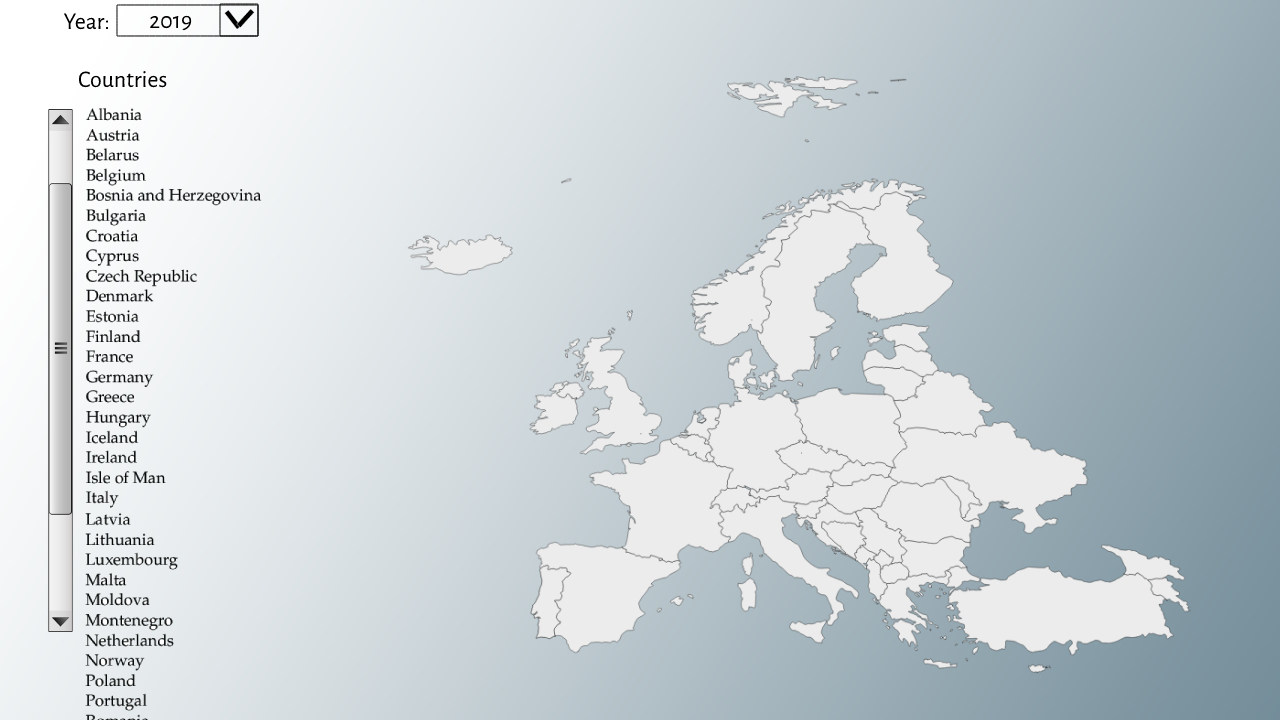 Year: 2019
Countries
Albania
Austria
Belarus
Belgium
Bosnia and Herzegovina
Bulgaria
Croatia
Cyprus
Czech Republic
Denmark
Estonia
Finland
France
Germany
Greece
Hungary
Iceland
Ireland
Isle of Man
Italy
Latvia
Lithuania
Luxembourg
Malta
Moldova
Montenegro
Netherlands
Norway
Poland
Portugal